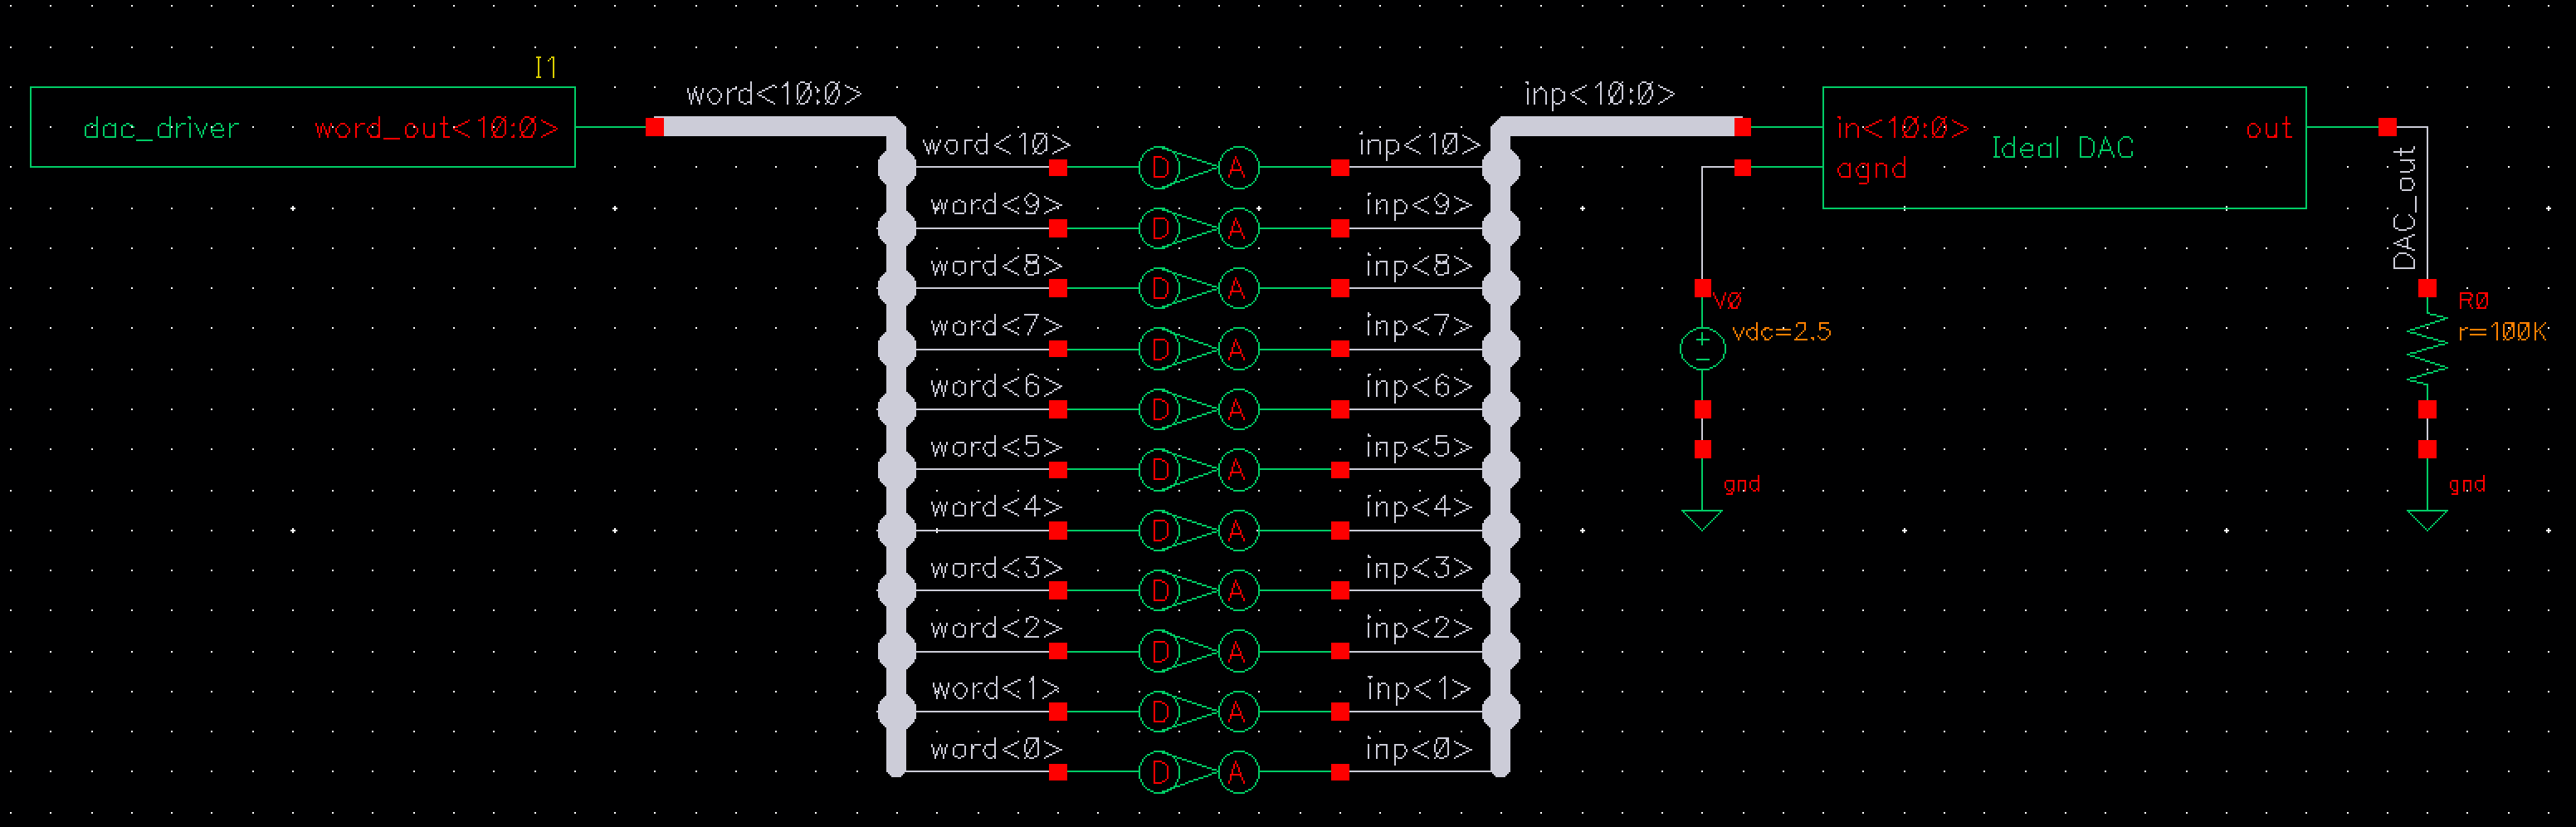 I1
dac_driver word_out<10:0>
word<10:0>
word<10>
word<9>
word<8>
word<7>
word<6>
word<5>
word<4>
word<3>
word<2>
word<1>
word<0>
D A
D A
D A
D A
D A
D A
D A
D A
D A
D A
D A
inp<10:0>
inp<10>
inp<9>
inp<8>
inp<7>
inp<6>
inp<5>
inp<4>
inp<3>
inp<2>
inp<1>
inp<0>
in<10:0>
agnd
Ideal DAC
out
V0
+
vdc=2.5
−
gnd
DAC_out
R0
r=100K
gnd